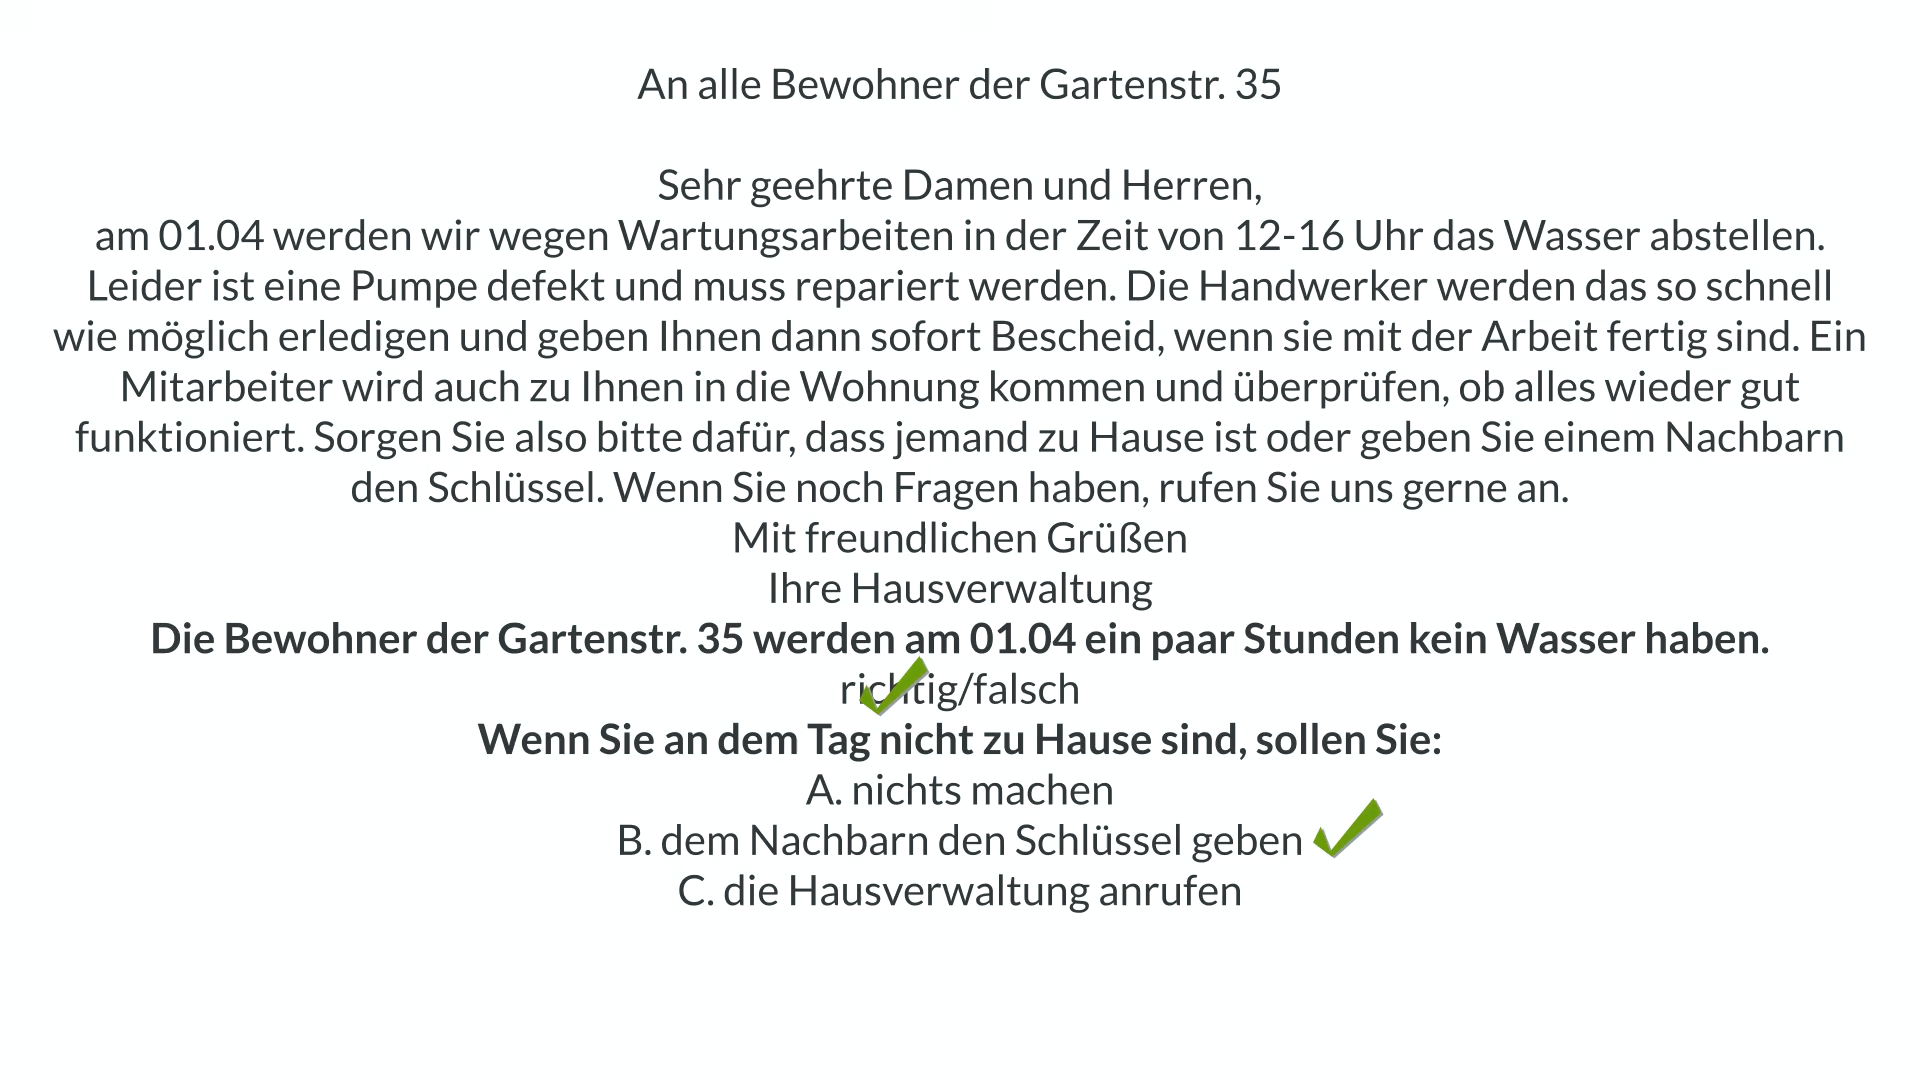 An alle Bewohner der Gartenstr. 35
Sehr geehrte Damen und Herren,
am 01.04 werden wir wegen Wartungsarbeiten in der Zeit von 12-16 Uhr das Wasser abstellen.
Leider ist eine Pumpe defekt und muss repariert werden. Die Handwerker werden das so schnell
wie möglich erledigen und geben Ihnen dann sofort Bescheid, wenn sie mit der Arbeit fertig sind. Ein
Mitarbeiter wird auch zu Ihnen in die Wohnung kommen und überprüfen, ob alles wieder gut
funktioniert. Sorgen Sie also bitte dafür, dass jemand zu Hause ist oder geben Sie einem Nachbarn
den Schlüssel. Wenn Sie noch Fragen haben, rufen Sie uns gerne an.
Mit freundlichen Grüßen
Ihre Hausverwaltung
Die Bewohner der Gartenstr. 35 werden am 01.04 ein paar Stunden kein Wasser haben.
richtig/falsch
Wenn Sie an dem Tag nicht zu Hause sind, sollen Sie:
A. nichts machen
B. dem Nachbarn den Schlüssel geben
C. die Hausverwaltung anrufen